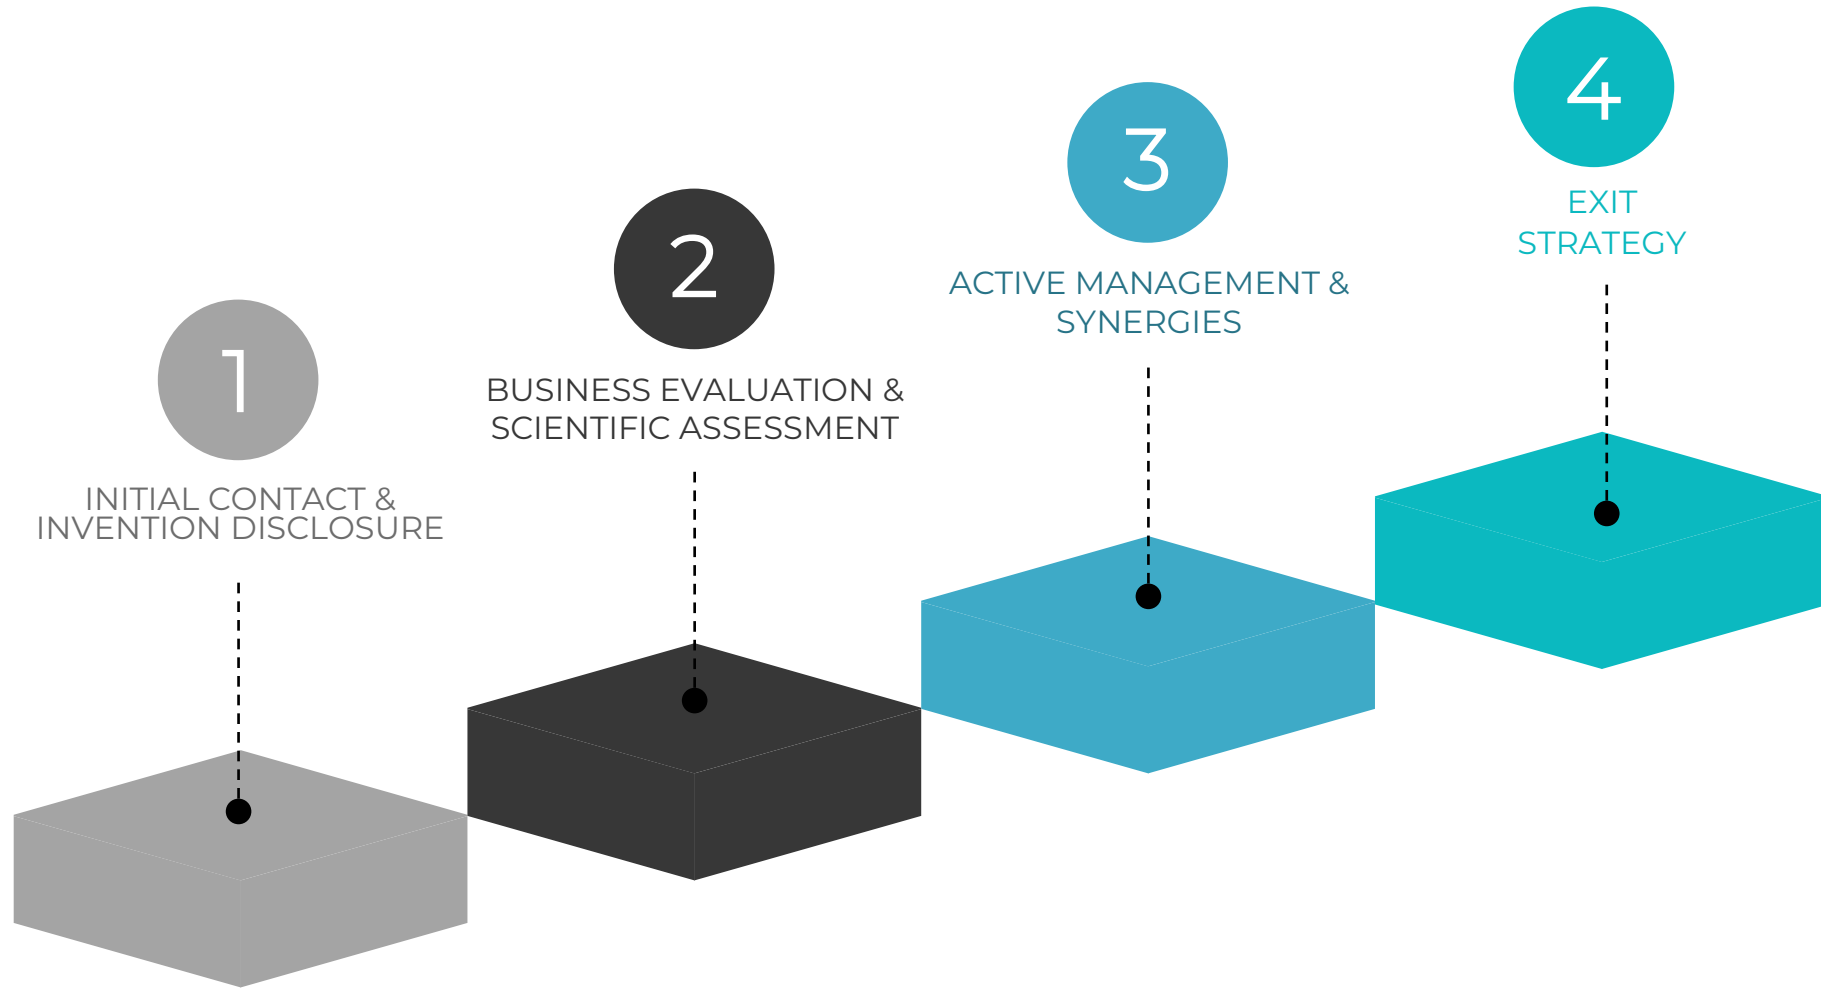 1
INITIAL CONTACT &
INVENTION DISCLOSURE
2
BUSINESS EVALUATION &
SCIENTIFIC ASSESSMENT
3
ACTIVE MANAGEMENT &
SYNERGIES
4
EXIT
STRATEGY